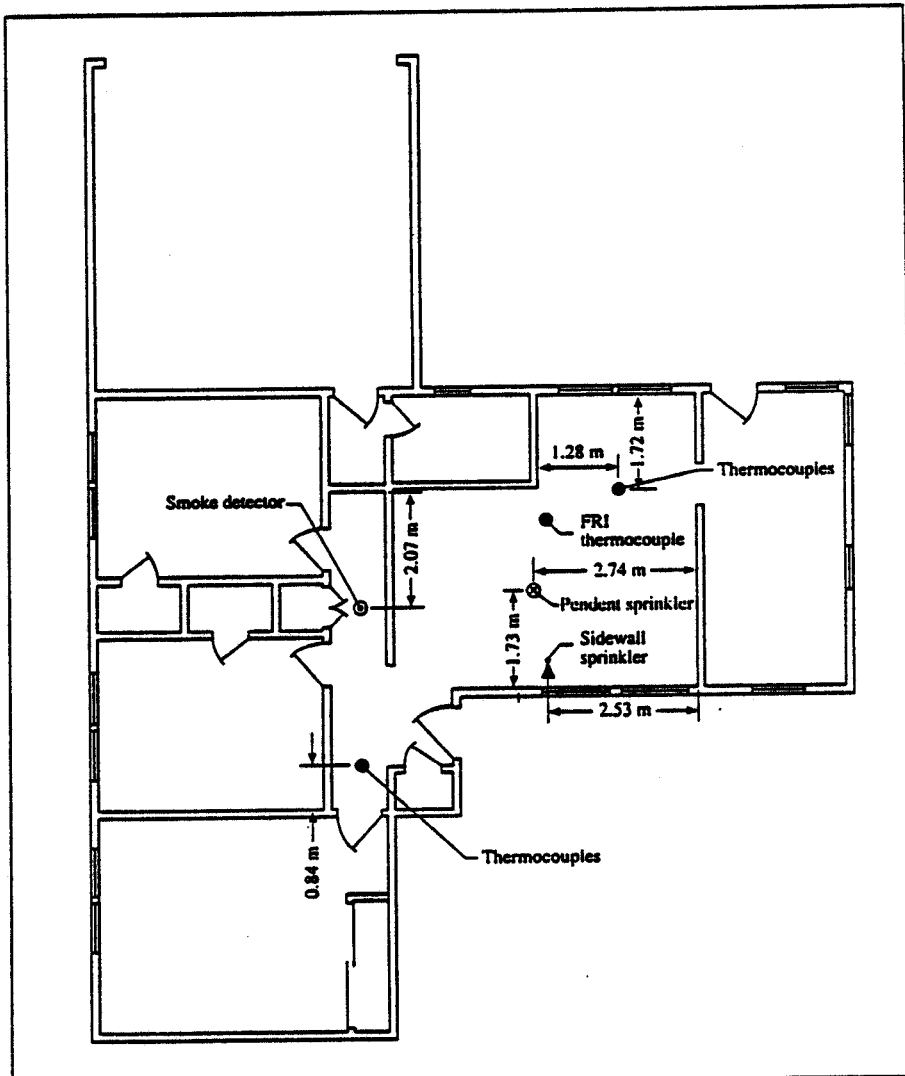 1.28 m
1.72 m
Thermocouples
Smoke detector
2.07 m
FRI
thermocouple
2.74 m
Pendent sprinkler
1.73 m
Sidewall
sprinkler
2.53 m
0.84 m
Thermocouples